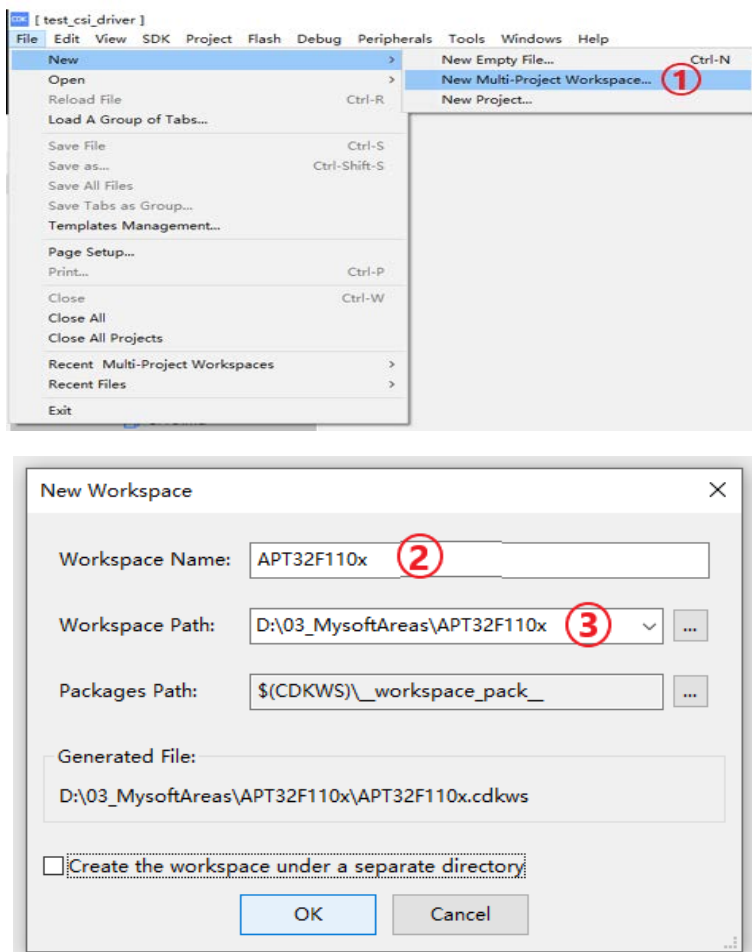 CDK [ test_csi_driver ]
File Edit View SDK Project Flash Debug Peripherals Tools Windows Help
New > New Empty File... Ctrl-N
Open > New Multi-Project Workspace... ①
Reload File Ctrl-R New Project...
Load A Group of Tabs...
Save File Ctrl-S
Save as... Ctrl-Shift-S
Save All Files
Save Tabs as Group...
Templates Management...
Page Setup...
Print... Ctrl-P
Close Ctrl-W
Close All
Close All Projects
Recent Multi-Project Workspaces >
Recent Files >
Exit
New Workspace
Workspace Name: APT32F110x ②
Workspace Path: D:\03_MysoftAreas\APT32F110x ③ ...
Packages Path: $(CDKWS)\__workspace_pack__ ...
Generated File:
D:\03_MysoftAreas\APT32F110x\APT32F110x.cdkws
Create the workspace under a separate directory
OK Cancel